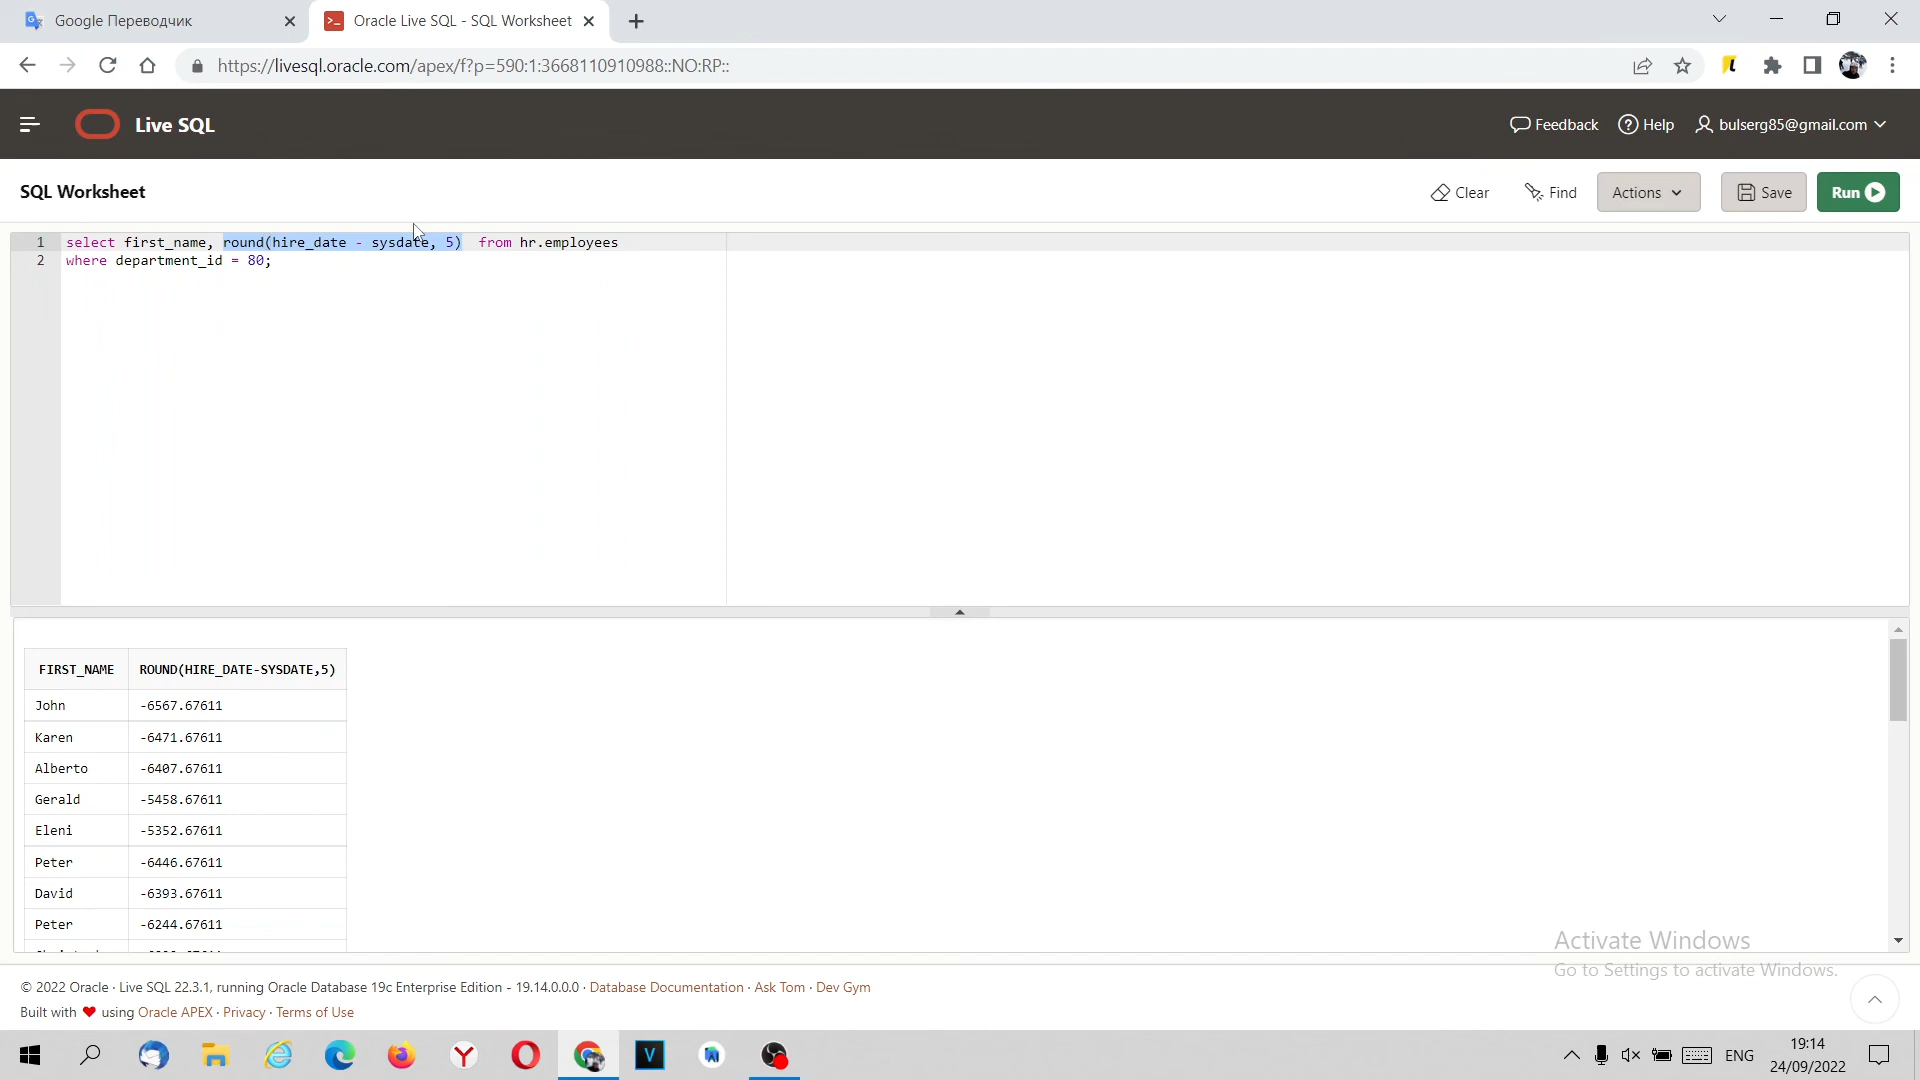 Google Переводчик
Oracle Live SQL - SQL Worksheet
https://livesql.oracle.com/apex/f?p=590:1:3668110910988::NO:RP::
Live SQL
Feedback
Help
bulserg85@gmail.com
SQL Worksheet
Clear
Find
Actions
Save
Run
1 select first_name, round(hire_date - sysdate, 5) from hr.employees
2 where department_id = 80;
FIRST_NAME ROUND(HIRE_DATE-SYSDATE,5)
John -6567.67611
Karen -6471.67611
Alberto -6407.67611
Gerald -5458.67611
Eleni -5352.67611
Peter -6446.67611
David -6393.67611
Peter -6244.67611
Activate Windows
Go to Settings to activate Windows.
© 2022 Oracle · Live SQL 22.3.1, running Oracle Database 19c Enterprise Edition - 19.14.0.0.0 · Database Documentation · Ask Tom · Dev Gym
Built with ❤ using Oracle APEX · Privacy · Terms of Use
ENG
19:14
24/09/2022